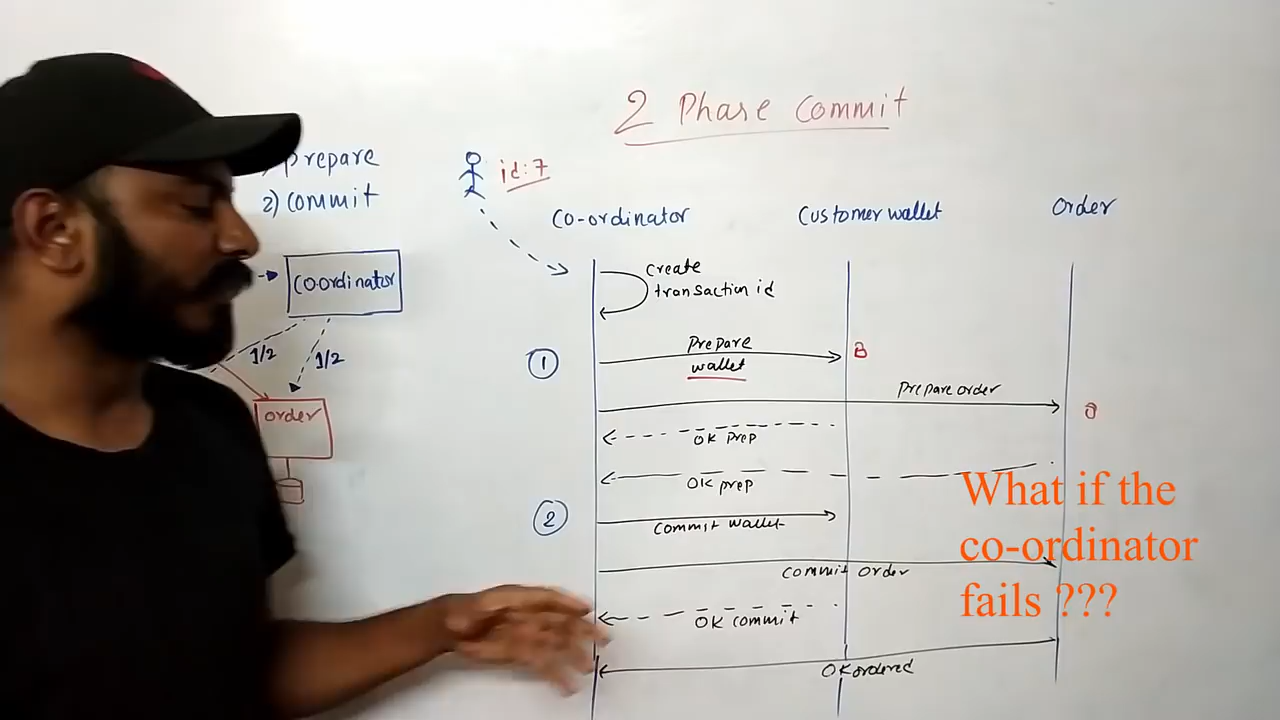 2 Phase Commit
1) prepare
2) commit
id:7
co-ordinator
customer wallet
order
create
transaction id
co-ordinator
1/2
1/2
order
1
prepare
wallet
prepare order
OK prep
OK prep
2
commit wallet
commit order
OK commit
OK ordered
What if the
co-ordinator
fails ???